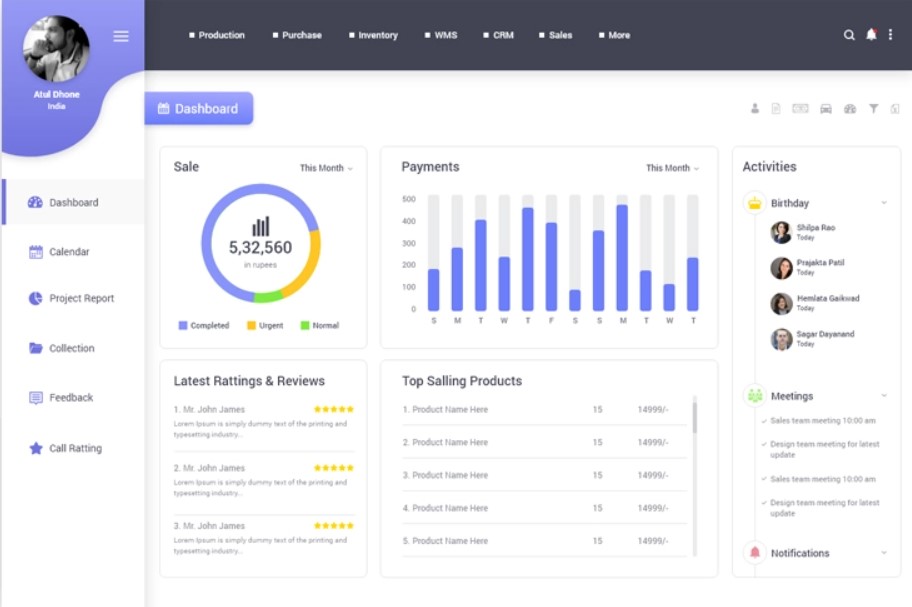 Production
Purchase
Inventory
WMS
CRM
Sales
More
Atul Dhone
India
Dashboard
Dashboard
Calendar
Project Report
Collection
Feedback
Call Ratting
Sale
This Month
5,32,560
in rupees
Completed
Urgent
Normal
Payments
This Month
500
400
300
200
100
0
S M T W T F S S M T W T
Activities
Birthday
Shilpa Rao
Today
Prajakta Patil
Today
Hemlata Gaikwad
Today
Sagar Dayanand
Today
Meetings
Sales team meeting 10:00 am
Design team meeting for latest
update
Sales team meeting 10:00 am
Design team meeting for latest
update
Notifications
Latest Rattings & Reviews
1. Mr. John James
Lorem Ipsum is simply dummy text of the printing and
typesetting industry...
2. Mr. John James
Lorem Ipsum is simply dummy text of the printing and
typesetting industry...
3. Mr. John James
Lorem Ipsum is simply dummy text of the printing and
typesetting industry...
Top Selling Products
1. Product Name Here 15 14999/-
2. Product Name Here 15 14999/-
3. Product Name Here 15 14999/-
4. Product Name Here 15 14999/-
5. Product Name Here 15 14999/-